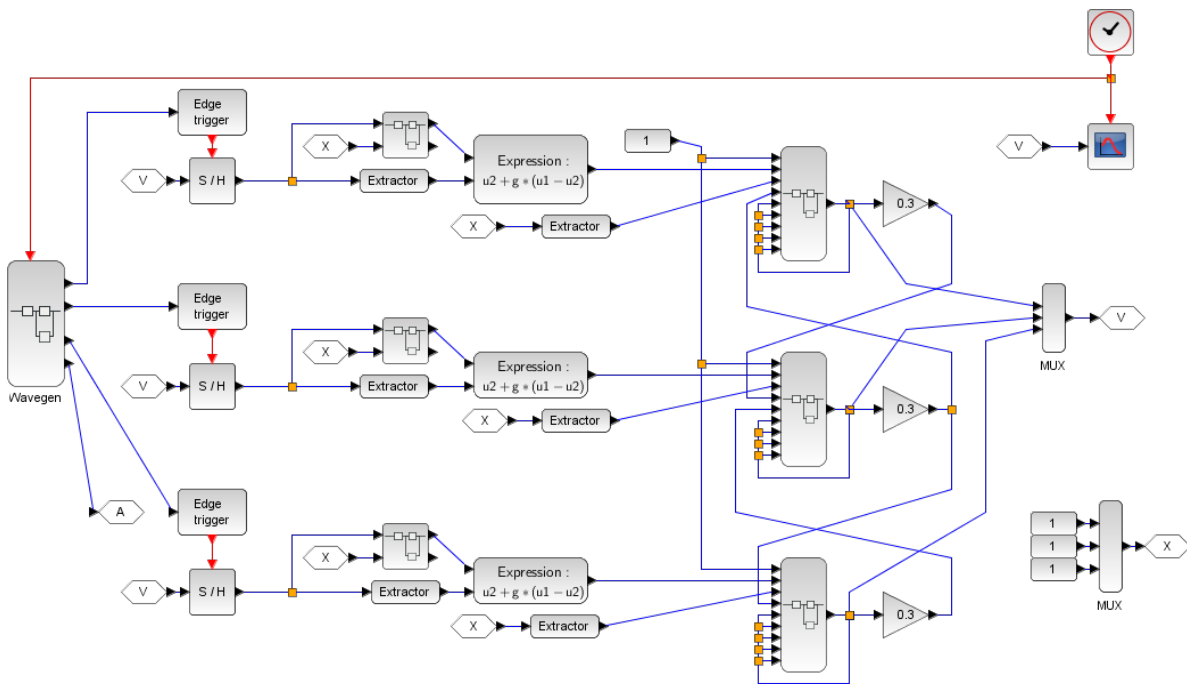 Edge
trigger
X
Expression :
u2 + g * (u1 − u2)
1
V
V
S / H
Extractor
0.3
X
Extractor
Edge
trigger
X
Expression :
u2 + g * (u1 − u2)
V
Wavegen
V
S / H
Extractor
0.3
MUX
X
Extractor
A
Edge
trigger
1
X
1
X
Expression :
u2 + g * (u1 − u2)
1
V
S / H
Extractor
0.3
MUX
X
Extractor